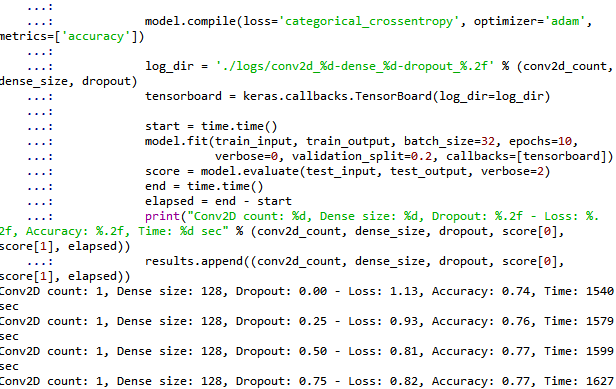 ...:
...: model.compile(loss='categorical_crossentropy', optimizer='adam',
metrics=['accuracy'])
...:
...: log_dir = './logs/conv2d_%d-dense_%d-dropout_%.2f' % (conv2d_count,
dense_size, dropout)
...: tensorboard = keras.callbacks.TensorBoard(log_dir=log_dir)
...:
...: start = time.time()
...: model.fit(train_input, train_output, batch_size=32, epochs=10,
...: verbose=0, validation_split=0.2, callbacks=[tensorboard])
...: score = model.evaluate(test_input, test_output, verbose=2)
...: end = time.time()
...: elapsed = end - start
...: print("Conv2D count: %d, Dense size: %d, Dropout: %.2f - Loss: %.
2f, Accuracy: %.2f, Time: %d sec" % (conv2d_count, dense_size, dropout, score[0],
score[1], elapsed))
...: results.append((conv2d_count, dense_size, dropout, score[0],
score[1], elapsed))
Conv2D count: 1, Dense size: 128, Dropout: 0.00 - Loss: 1.13, Accuracy: 0.74, Time: 1540
sec
Conv2D count: 1, Dense size: 128, Dropout: 0.25 - Loss: 0.93, Accuracy: 0.76, Time: 1579
sec
Conv2D count: 1, Dense size: 128, Dropout: 0.50 - Loss: 0.81, Accuracy: 0.77, Time: 1599
sec
Conv2D count: 1, Dense size: 128, Dropout: 0.75 - Loss: 0.82, Accuracy: 0.77, Time: 1627